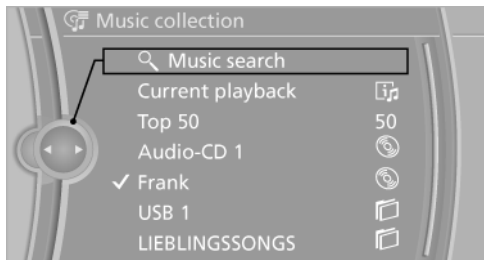 Music collection
Music search
Current playback
Top 50 50
Audio-CD 1
Frank
USB 1
LIEBLINGSSONGS